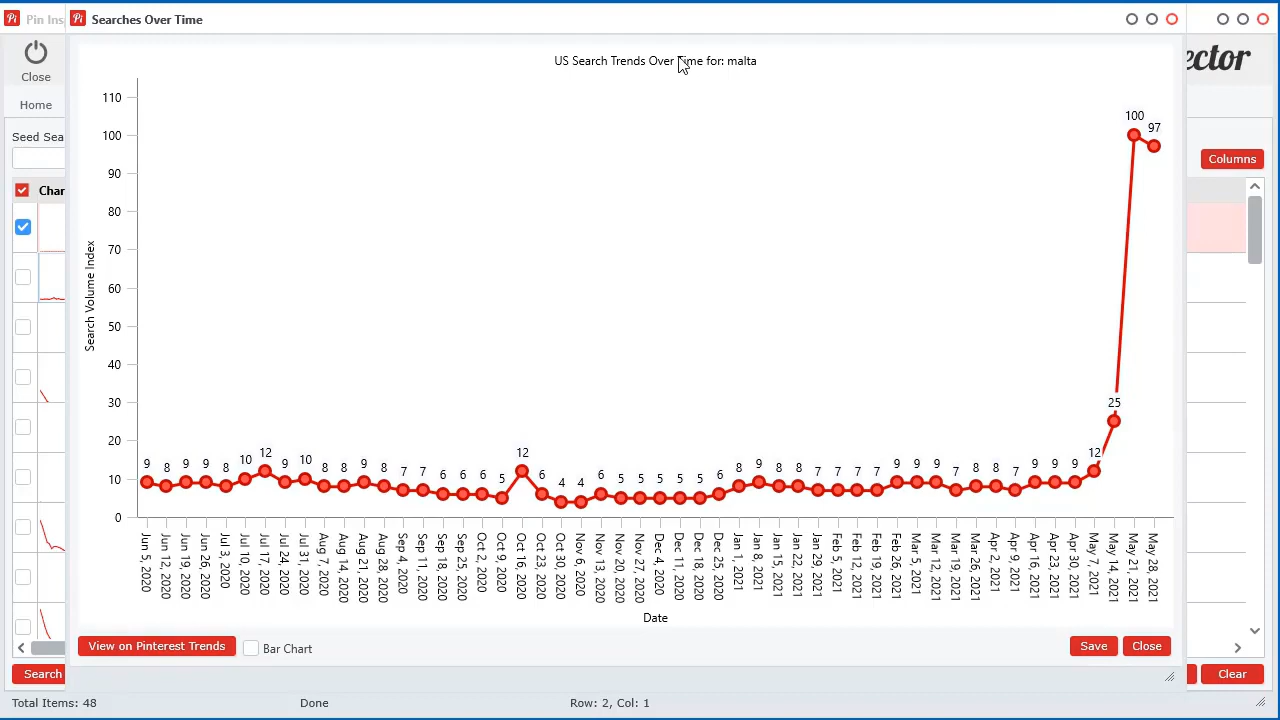 Pin Ins
Searches Over Time
Close
Home
Seed Sea
Char
ector
Columns
US Search Trends Over Time for: malta
Search Volume Index
110
100
90
80
70
60
50
40
30
20
10
0
9 8 9 9 8 10 12 9 10 8 8 9 8 7 7 6 6 6 5 12 6 4 4 6 5 5 5 5 5 6 8 9 8 8 7 7 7 7 9 9 9 7 8 8 7 9 9 9 12 25 100 97
Jun 5, 2020
Jun 12, 2020
Jun 19, 2020
Jun 26, 2020
Jul 3, 2020
Jul 10, 2020
Jul 17, 2020
Jul 24, 2020
Jul 31, 2020
Aug 7, 2020
Aug 14, 2020
Aug 21, 2020
Aug 28, 2020
Sep 4, 2020
Sep 11, 2020
Sep 18, 2020
Sep 25, 2020
Oct 2, 2020
Oct 9, 2020
Oct 16, 2020
Oct 23, 2020
Oct 30, 2020
Nov 6, 2020
Nov 13, 2020
Nov 20, 2020
Nov 27, 2020
Dec 4, 2020
Dec 11, 2020
Dec 18, 2020
Dec 25, 2020
Jan 1, 2021
Jan 8, 2021
Jan 15, 2021
Jan 22, 2021
Jan 29, 2021
Feb 5, 2021
Feb 12, 2021
Feb 19, 2021
Feb 26, 2021
Mar 5, 2021
Mar 12, 2021
Mar 19, 2021
Mar 26, 2021
Apr 2, 2021
Apr 9, 2021
Apr 16, 2021
Apr 23, 2021
Apr 30, 2021
May 7, 2021
May 14, 2021
May 21, 2021
May 28, 2021
Date
View on Pinterest Trends
Bar Chart
Save
Close
Search
Clear
Total Items: 48
Done
Row: 2, Col: 1